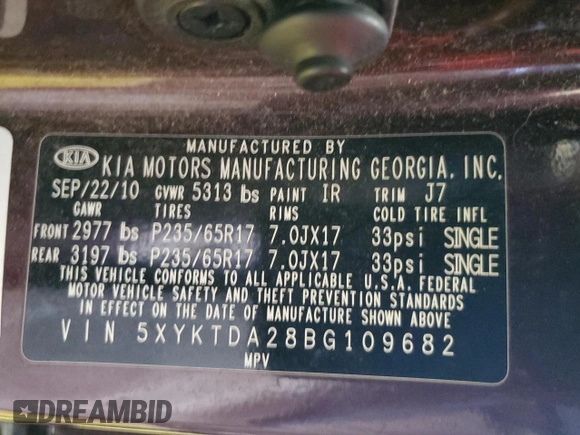 MANUFACTURED BY
KIA KIA MOTORS MANUFACTURING GEORGIA, INC.
SEP/22/10 GVWR 5313 lbs PAINT IR TRIM J7
GAWR TIRES RIMS COLD TIRE INFL
FRONT 2977 lbs P235/65R17 7.0JX17 33psi SINGLE
REAR 3197 lbs P235/65R17 7.0JX17 33psi SINGLE
THIS VEHICLE CONFORMS TO ALL APPLICABLE U.S.A. FEDERAL
MOTOR VEHICLE SAFETY AND THEFT PREVENTION STANDARDS
IN EFFECT ON THE DATE OF MANUFACTURE SHOWN ABOVE
VIN 5XYKTDA28BG109682
MPV
DREAMBID